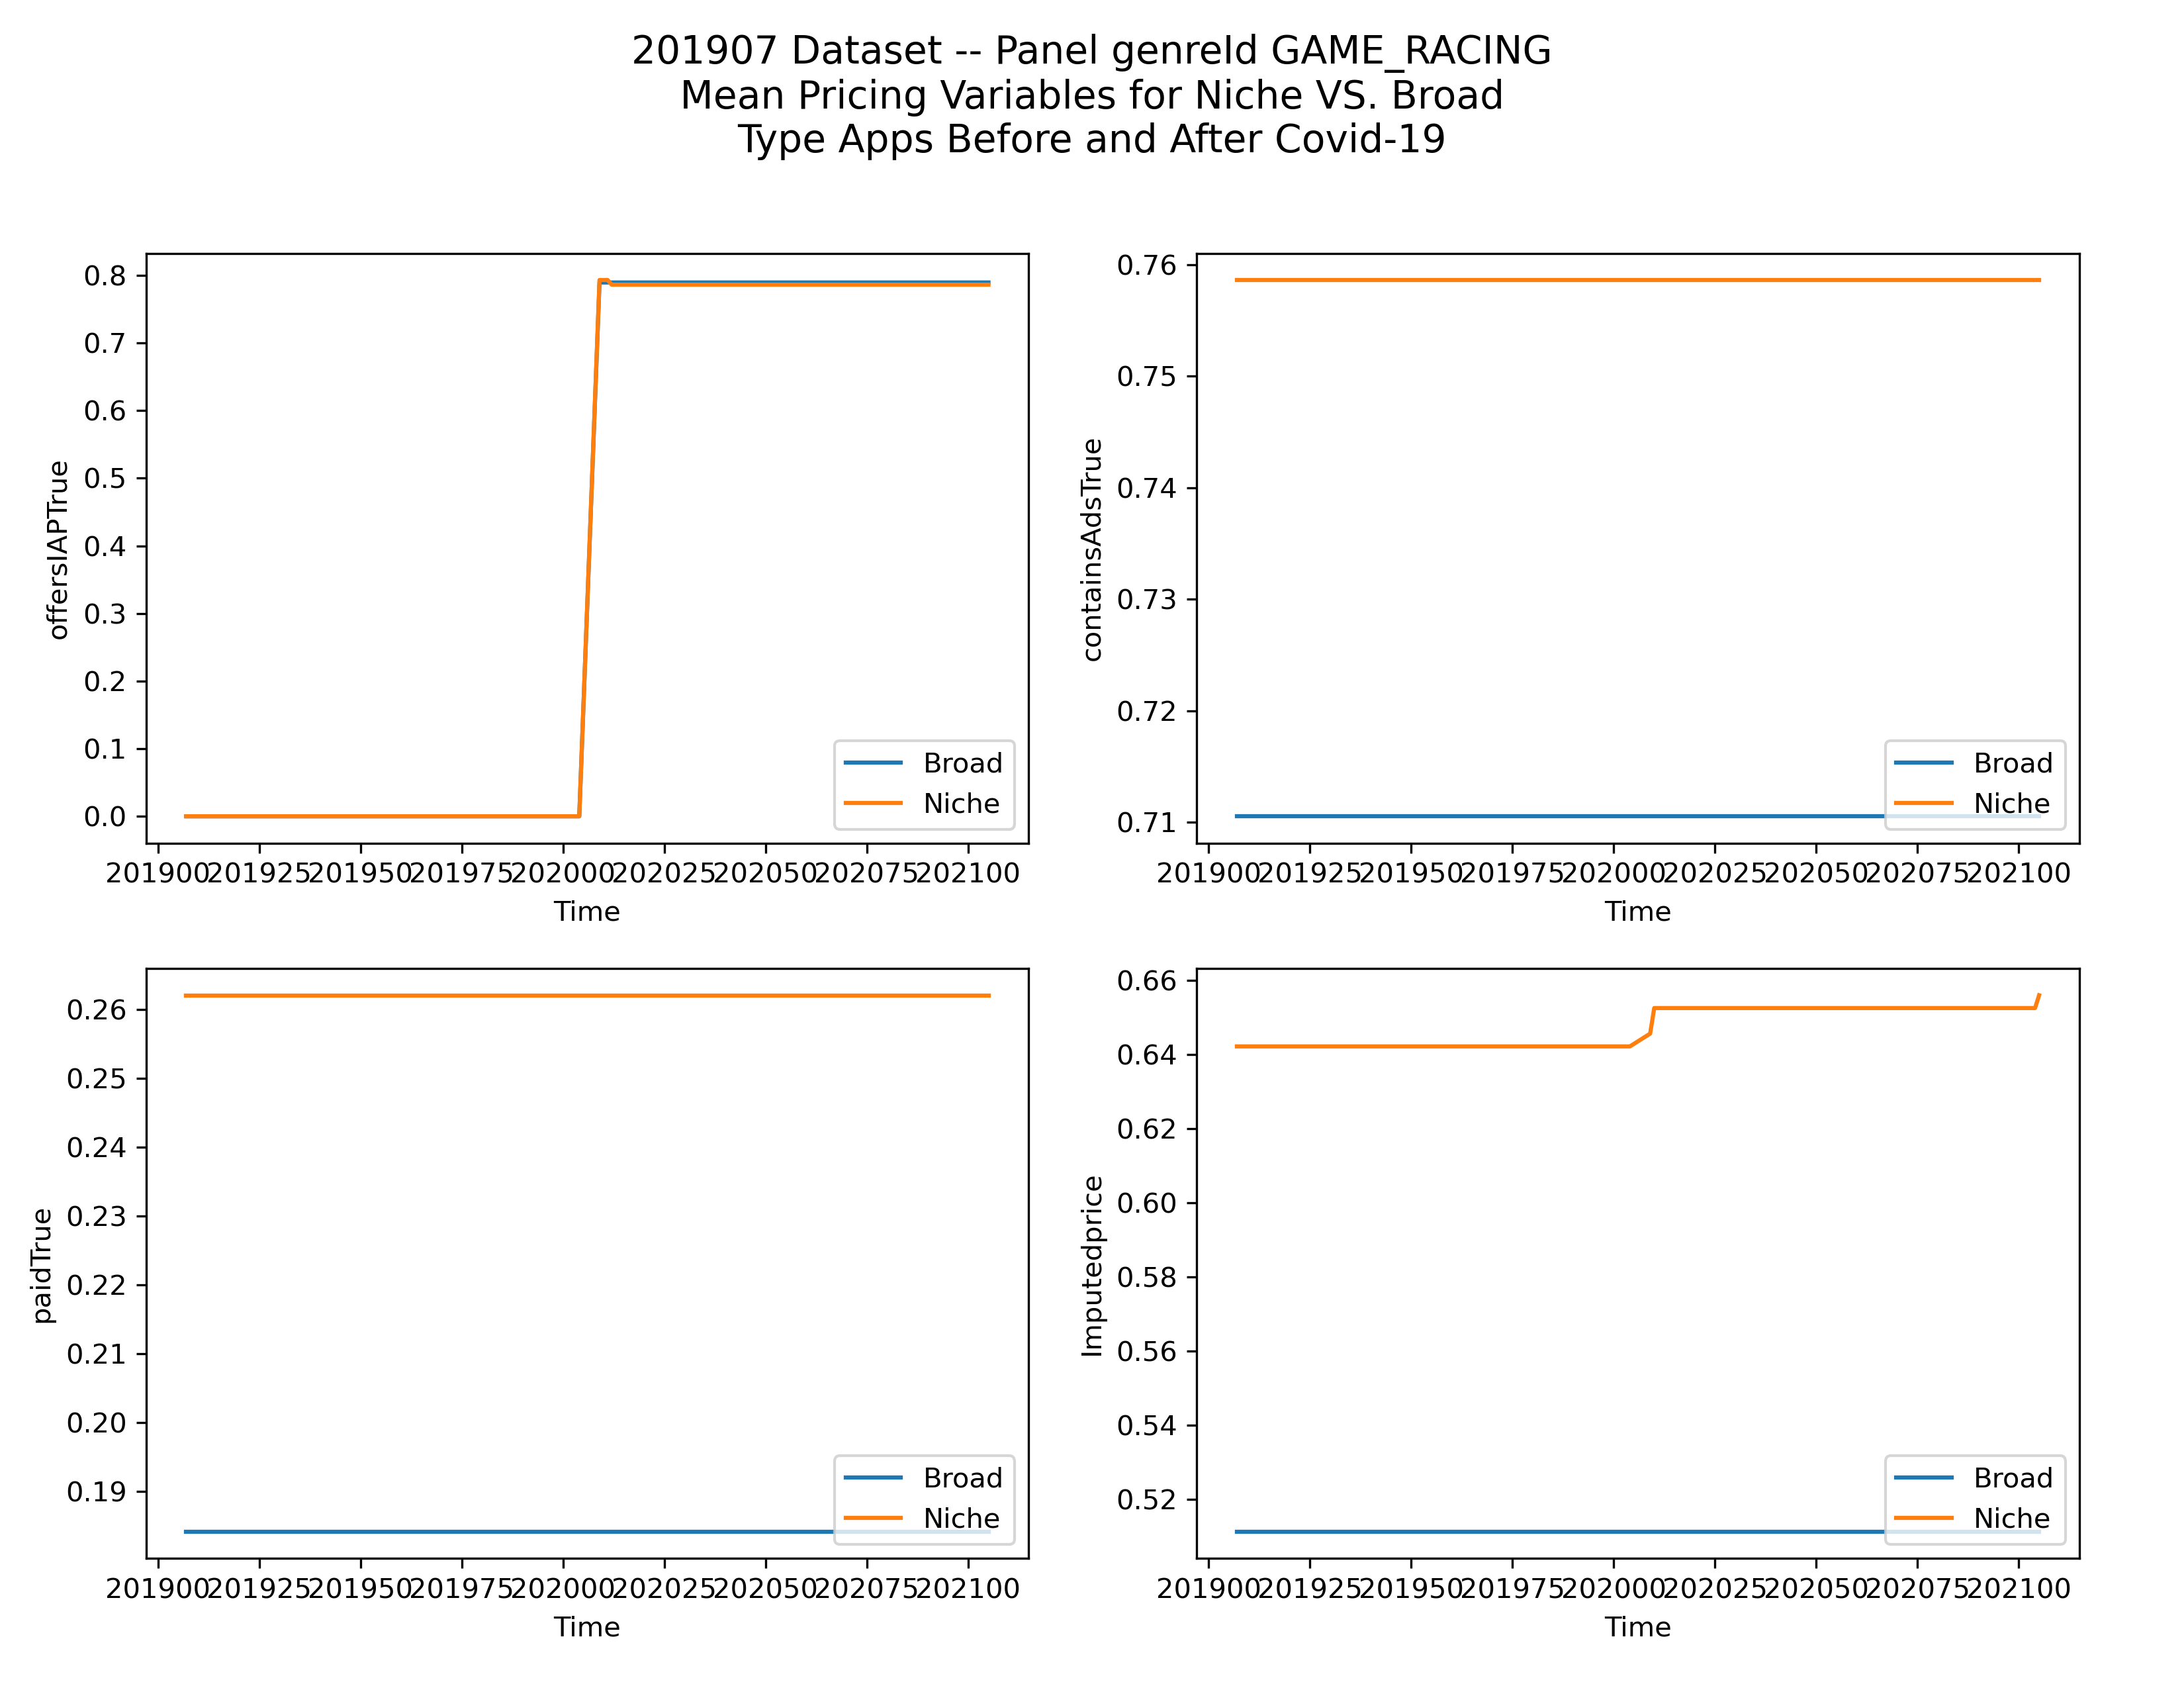 201907 Dataset -- Panel genreId GAME_RACING
Mean Pricing Variables for Niche VS. Broad
Type Apps Before and After Covid-19
offersIAPTrue
0.8
0.7
0.6
0.5
0.4
0.3
0.2
0.1
0.0
Broad
Niche
201900 201925 201950 201975 202000 202025 202050 202075 202100
Time
containsAdsTrue
0.76
0.75
0.74
0.73
0.72
0.71
Broad
Niche
201900 201925 201950 201975 202000 202025 202050 202075 202100
Time
paidTrue
0.26
0.25
0.24
0.23
0.22
0.21
0.20
0.19
Broad
Niche
201900 201925 201950 201975 202000 202025 202050 202075 202100
Time
Imputedprice
0.66
0.64
0.62
0.60
0.58
0.56
0.54
0.52
Broad
Niche
201900 201925 201950 201975 202000 202025 202050 202075 202100
Time